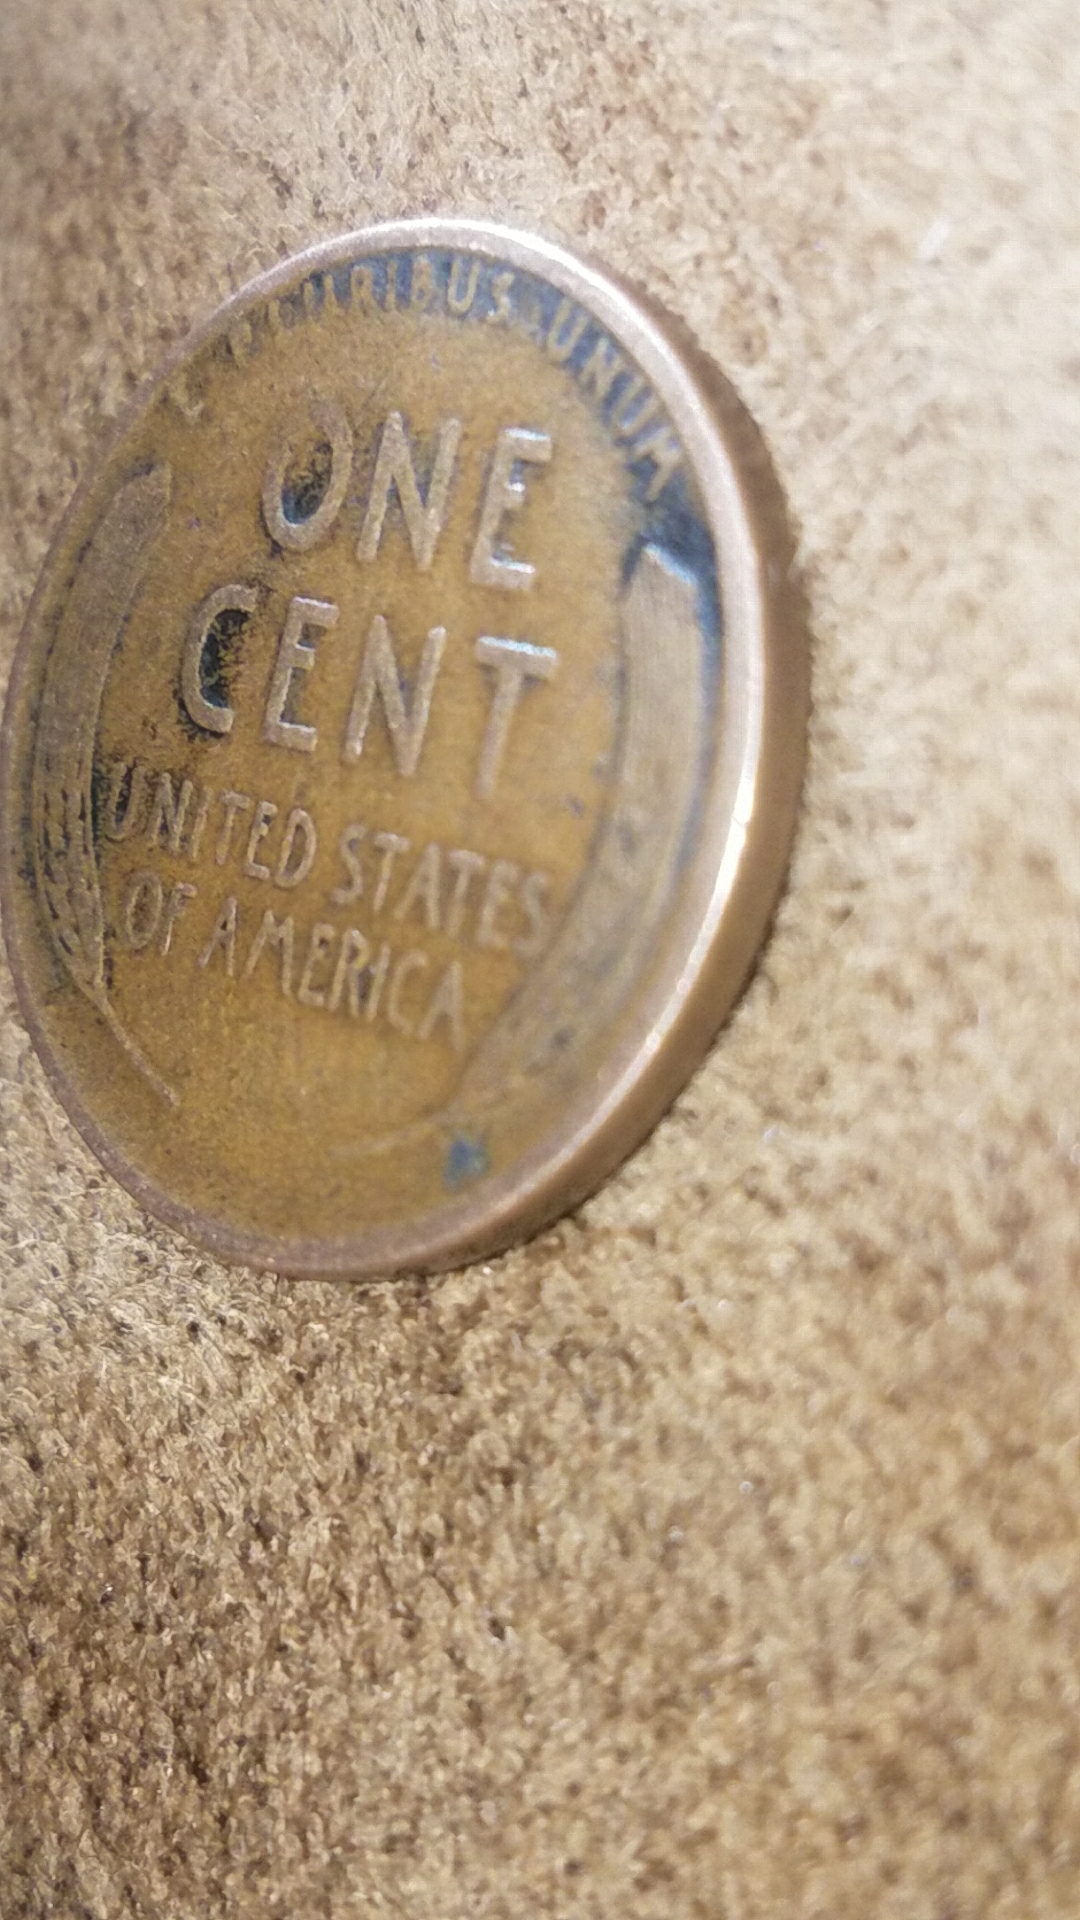 PLURIBUS UNUM
ONE
CENT
UNITED STATES
OF AMERICA